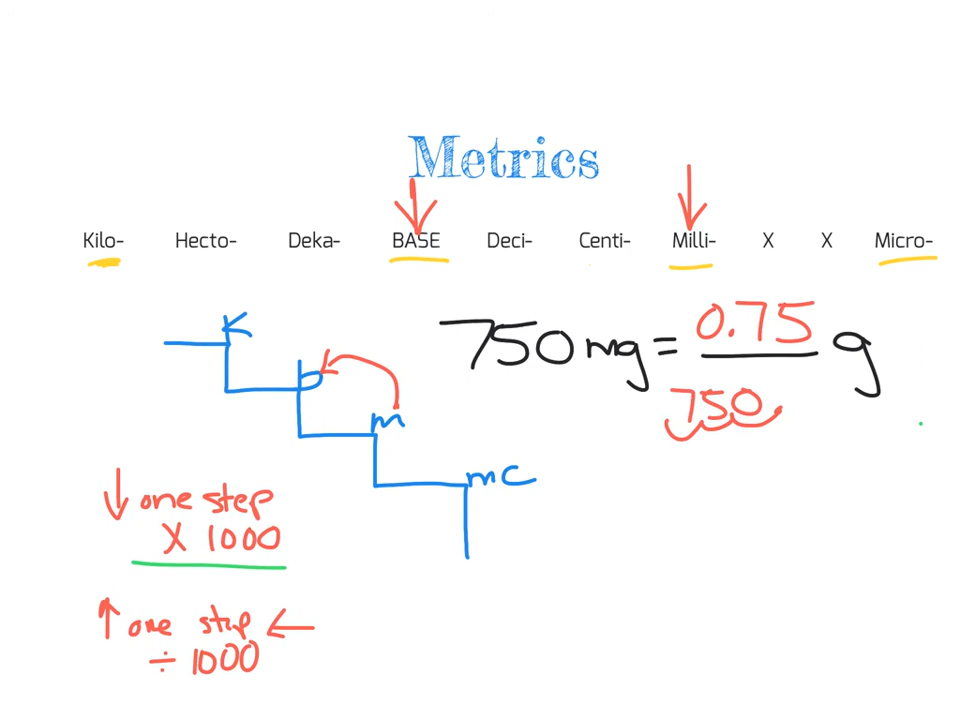 Metrics
Kilo- Hecto- Deka- BASE Deci- Centi- Milli- X X Micro-
K
b
m
mc
750 mg = 0.75 g
750.
↓ one step
X 1000
↑ one step ←
÷ 1000